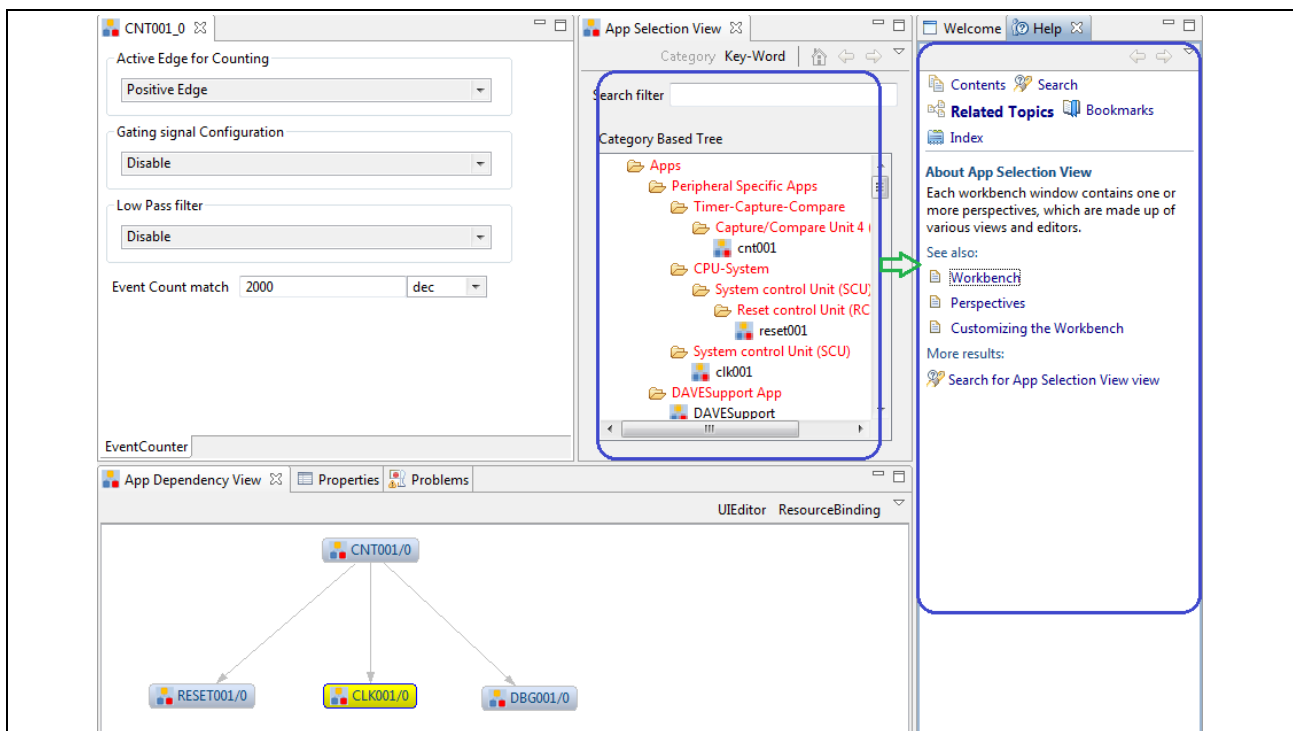 CNT001_0
Active Edge for Counting
Positive Edge
Gating signal Configuration
Disable
Low Pass filter
Disable
Event Count match 2000 dec
EventCounter
App Selection View
Category Key-Word
Search filter
Category Based Tree
Apps
Peripheral Specific Apps
Timer-Capture-Compare
Capture/Compare Unit 4 (
cnt001
CPU-System
System control Unit (SCU)
Reset control Unit (RC
reset001
System control Unit (SCU)
clk001
DAVESupport App
DAVESupport
Welcome Help
Contents Search
Related Topics Bookmarks
Index
About App Selection View
Each workbench window contains one or
more perspectives, which are made up of
various views and editors.
See also:
Workbench
Perspectives
Customizing the Workbench
More results:
Search for App Selection View view
App Dependency View Properties Problems
UIEditor ResourceBinding
CNT001/0
RESET001/0 CLK001/0 DBG001/0